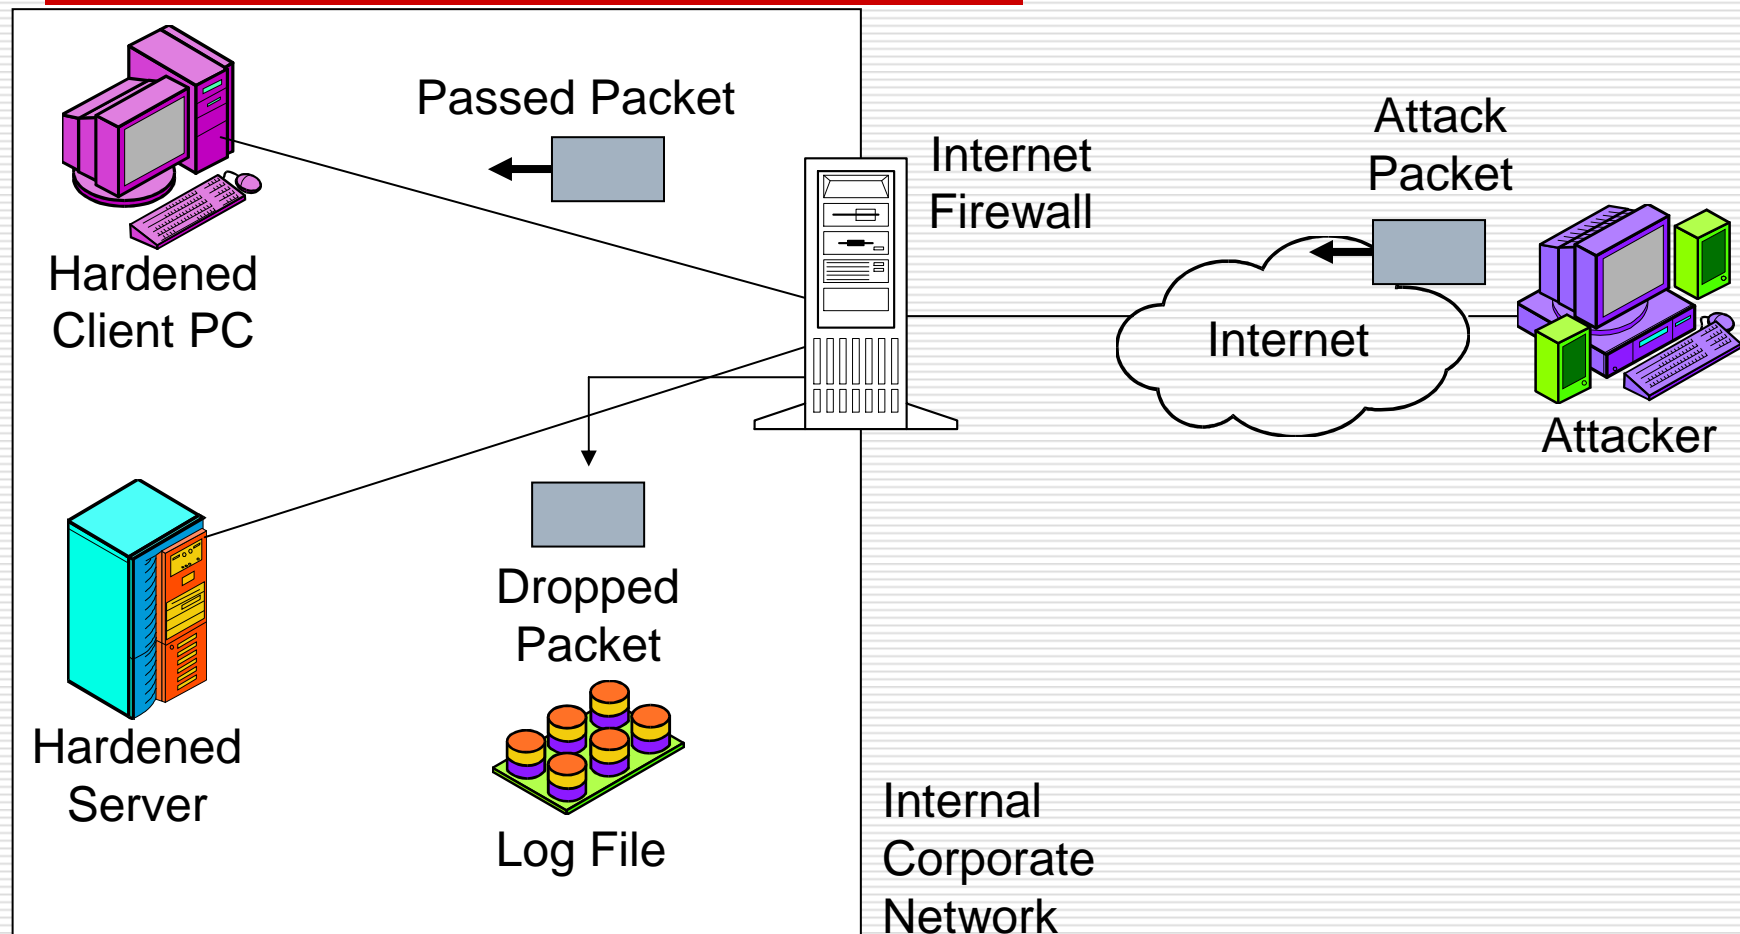 Passed Packet
Attack
Packet
Internet
Firewall
Hardened
Client PC
Internet
Attacker
Dropped
Packet
Hardened
Server
Log File
Internal
Corporate
Network